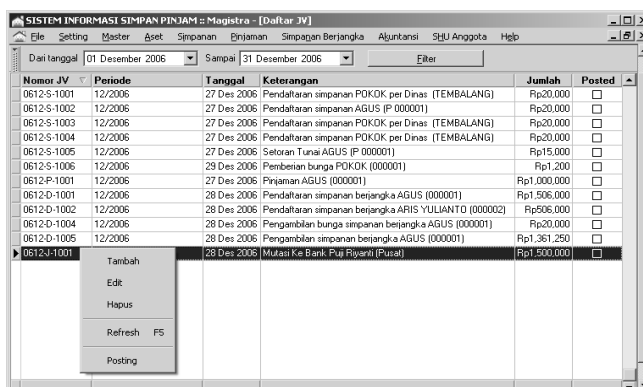 SISTEM INFORMASI SIMPAN PINJAM :: Magistra - [Daftar JV]
File Setting Master Aset Simpanan Pinjaman Simpanan Berjangka Akuntansi SHU Anggota Help
Dari tanggal 01 Desember 2006 Sampai 31 Desember 2006 Filter
Nomor JV Periode Tanggal Keterangan Jumlah Posted
0612-S-1001 12/2006 27 Des 2006 Pendaftaran simpanan POKOK per Dinas (TEMBALANG) Rp20,000
0612-S-1002 12/2006 27 Des 2006 Pendaftaran simpanan AGUS (P 000001) Rp20,000
0612-S-1003 12/2006 27 Des 2006 Pendaftaran simpanan POKOK per Dinas (TEMBALANG) Rp20,000
0612-S-1004 12/2006 27 Des 2006 Pendaftaran simpanan POKOK per Dinas (TEMBALANG) Rp20,000
0612-S-1005 12/2006 27 Des 2006 Setoran Tunai AGUS (P 000001) Rp15,000
0612-S-1006 12/2006 29 Des 2006 Pemberian bunga POKOK (000001) Rp1,200
0612-P-1001 12/2006 27 Des 2006 Pinjaman AGUS (000001) Rp1,000,000
0612-D-1001 12/2006 28 Des 2006 Pendaftaran simpanan berjangka AGUS (000001) Rp1,506,000
0612-D-1002 12/2006 28 Des 2006 Pendaftaran simpanan berjangka ARIS YULIANTO (000002) Rp506,000
0612-D-1004 12/2006 28 Des 2006 Pengambilan bunga simpanan berjangka AGUS (000001) Rp20,000
0612-D-1005 12/2006 28 Des 2006 Pengambilan simpanan berjangka AGUS (000001) Rp1,361,250
0612-J-1001 28 Des 2006 Mutasi Ke Bank Puji Riyanti (Pusat) Rp1,500,000
Tambah
Edit
Hapus
Refresh F5
Posting